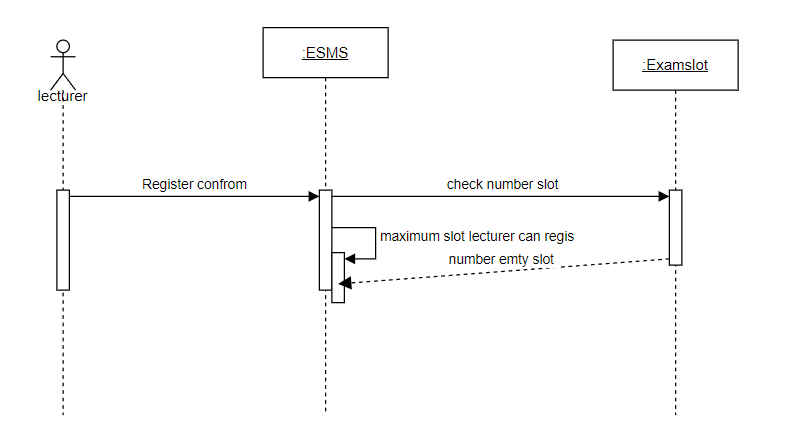 :ESMS
:Examslot
lecturer
Register confrom
check number slot
maximum slot lecturer can regis
number emty slot